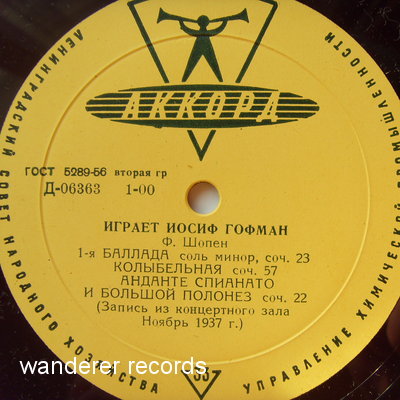 ЛЕНИНГРАДСКИЙ СОВЕТ НАРОДНОГО ХОЗЯЙСТВА
УПРАВЛЕНИЕ ХИМИЧЕСКОЙ ПРОМЫШЛЕННОСТИ
АККОРД
ГОСТ 5289-56 вторая гр
Д-06363 1-00
ИГРАЕТ ИОСИФ ГОФМАН
Ф. Шопен
1-я БАЛЛАДА соль минор, соч. 23
КОЛЫБЕЛЬНАЯ соч. 57
АНДАНТЕ СПИАНАТО
И БОЛЬШОЙ ПОЛОНЕЗ соч. 22
(Запись из концертного зала
Ноябрь 1937 г.)
wanderer records
33